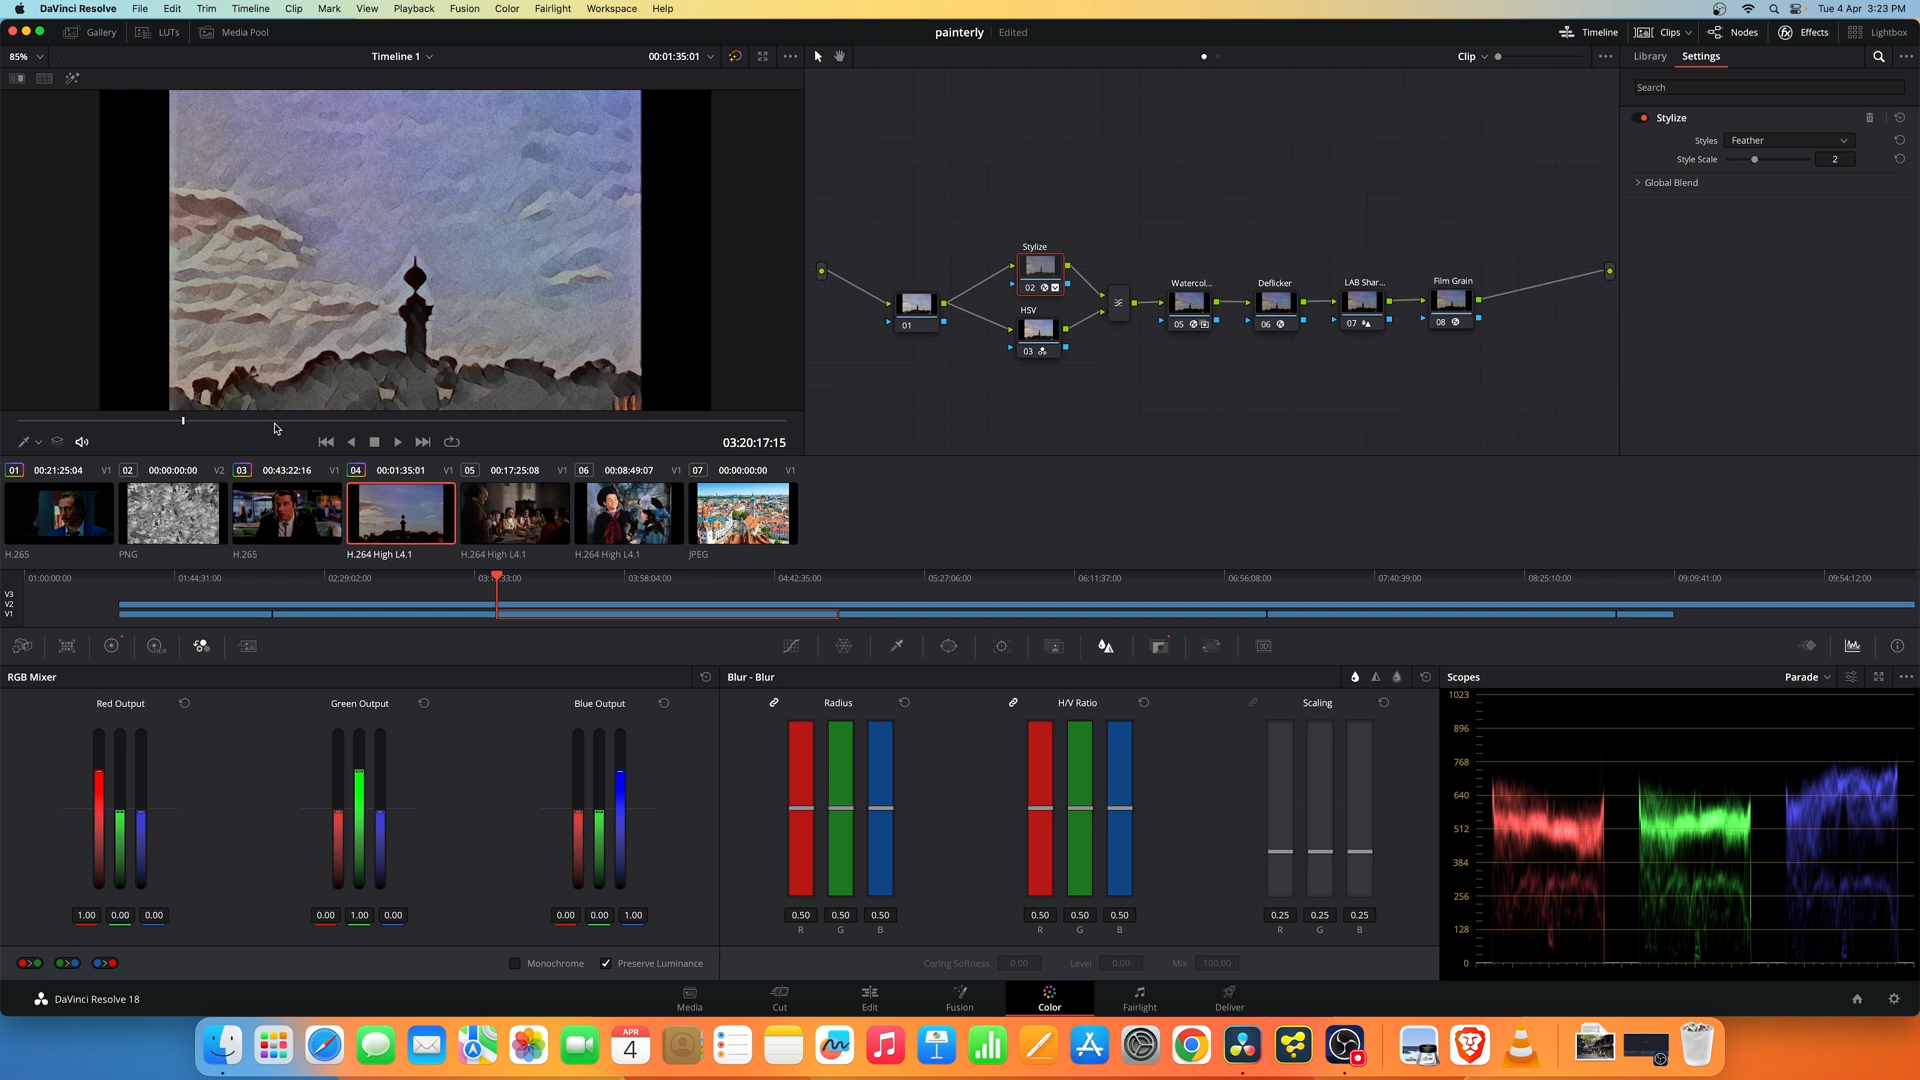 DaVinci Resolve File Edit Trim Timeline Clip Mark View Playback Fusion Color Fairlight Workspace Help Tue 4 Apr 3:23 PM
Gallery LUTs Media Pool painterly Edited Timeline Clips Nodes Effects Lightbox
85% Timeline 1 00:01:35:01 Clip Library Settings
Search
Stylize
Styles Feather
Style Scale 2
Global Blend
Stylize
02
HSV
03
01
Watercol...
05
Deflicker
06
LAB Shar...
07
Film Grain
08
03:20:17:15
01 00:21:25:04 V1 02 00:00:00:00 V2 03 00:43:22:16 V1 04 00:01:35:01 V1 05 00:17:25:08 V1 06 00:08:49:07 V1 07 00:00:00:00 V1
H.265 PNG H.265 H.264 High L4.1 H.264 High L4.1 H.264 High L4.1 JPEG
01:00:00:00 01:44:31:00 02:29:02:00 03:1 33:00 03:58:04:00 04:42:35:00 05:27:06:00 06:11:37:00 06:56:08:00 07:40:39:00 08:25:10:00 09:09:41:00 09:54:12:00
V3
V2
V1
HDR 3D
RGB Mixer Blur - Blur Scopes Parade
Red Output Green Output Blue Output Radius H/V Ratio Scaling
1023
896
768
640
512
384
256
128
0
1.00 0.00 0.00 0.00 1.00 0.00 0.00 0.00 1.00 0.50 0.50 0.50 0.50 0.50 0.50 0.25 0.25 0.25
R G B R G B R G B
Monochrome Preserve Luminance Coring Softness 0.00 Level 0.00 Mix 100.00
DaVinci Resolve 18 Media Cut Edit Fusion Color Fairlight Deliver
APR
4